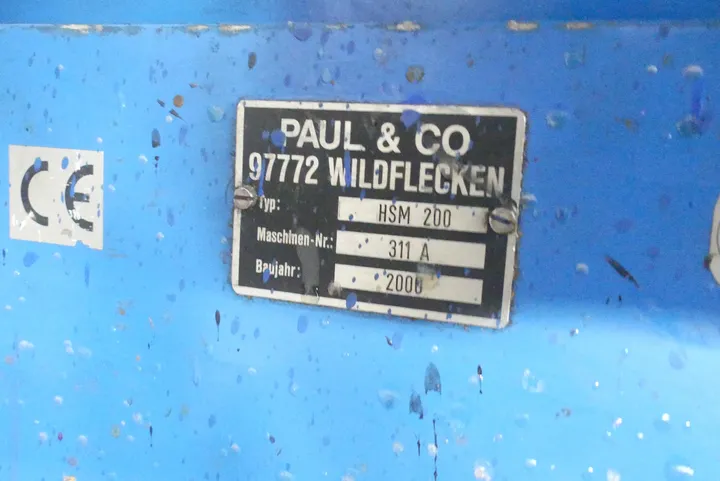 CE
PAUL & CO
97772 WILDFLECKEN
Typ: HSM 200
Maschinen-Nr.: 311 A
Baujahr: 2006